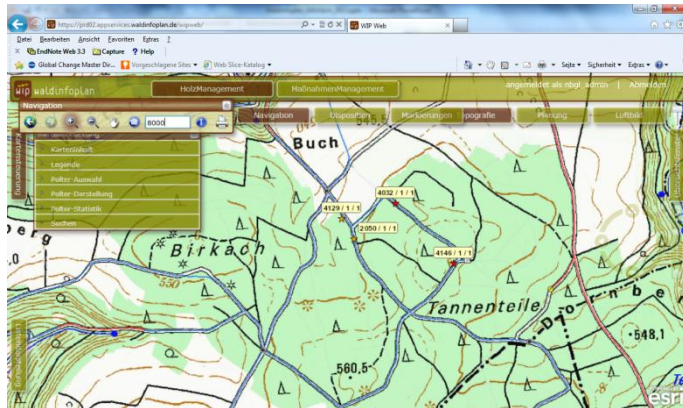 https://prd02.appservices.waldinfoplan.de/wipweb/
WIP Web
Datei Bearbeiten Ansicht Favoriten Extras ?
EndNote Web 3.3 Capture ? Help
Global Change Master Dir... Vorgeschlagene Sites Web Slice-Katalog
Seite Sicherheit Extras
wip waldinfoplan
HolzManagement
MaßnahmenManagement
angemeldet als nbgl_admin | Abmelden
Navigation
8000
Navigation
Disposition
Markierungen
Planung
Luftbild
Kartensteuerung
Karteninhalt
Legende
Polter-Auswahl
Polter-Darstellung
Polter-Statistik
Suchen
Buch
4032 / 1 / 1
4129 / 1 / 1
2050 / 1 / 1
4146 / 1 / 1
Birkach
550
Tannenteile
Dornbe
548,1
560,5
esri